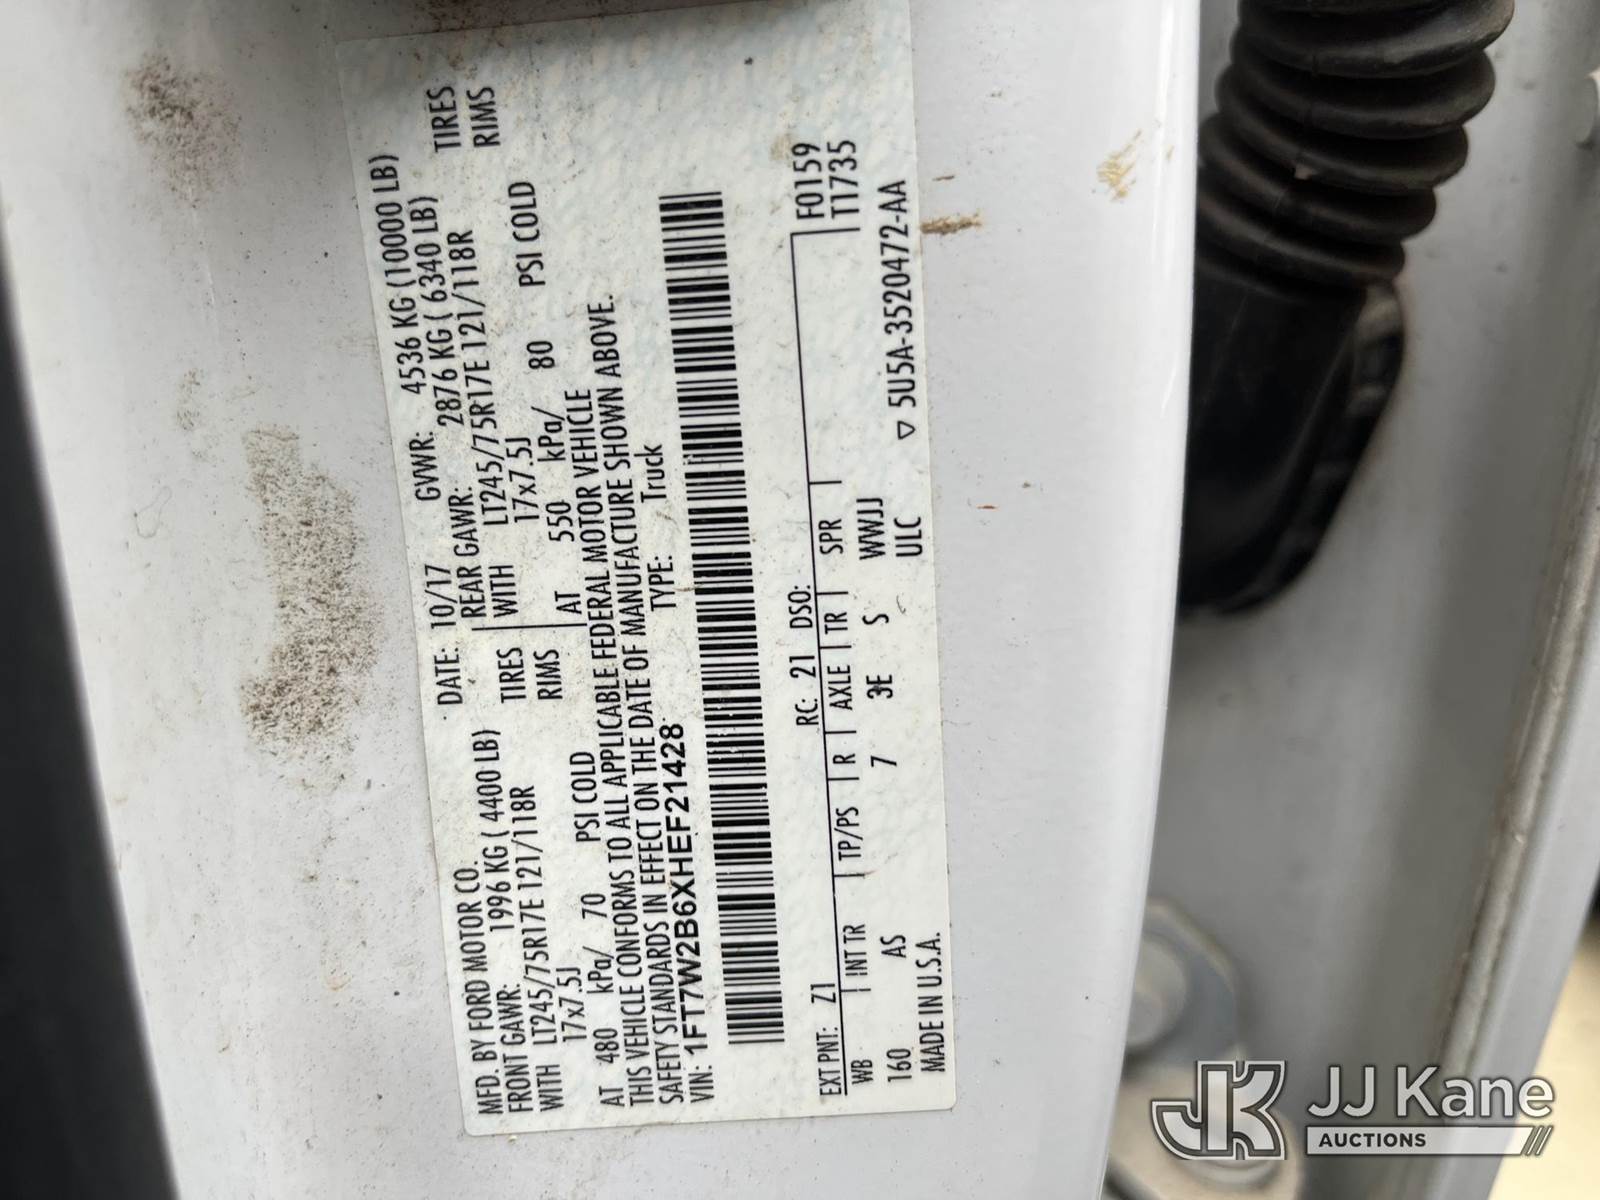 MFD. BY FORD MOTOR CO.
DATE: 10/17 GVWR: 4536 KG (10000 LB)
FRONT GAWR: 1996 KG ( 4400 LB) REAR GAWR: 2876 KG ( 6340 LB)
WITH LT245/75R17E 121/118R TIRES WITH LT245/75R17E 121/118R TIRES
17x7.5J RIMS 17x7.5J RIMS
AT 480 kPa/ 70 PSI COLD AT 550 kPa/ 80 PSI COLD
THIS VEHICLE CONFORMS TO ALL APPLICABLE FEDERAL MOTOR VEHICLE
SAFETY STANDARDS IN EFFECT ON THE DATE OF MANUFACTURE SHOWN ABOVE.
VIN: 1FT7W2B6XHEF21428 TYPE: Truck
F0159
T1735
EXT PNT: Z1 RC: 21 DSO:
WB INT TR TP/PS R AXLE TR SPR
160 AS 7 3E S WWJJ
ULC
MADE IN U.S.A.
▽ 5U5A-3520472-AA
JK JJ Kane
AUCTIONS